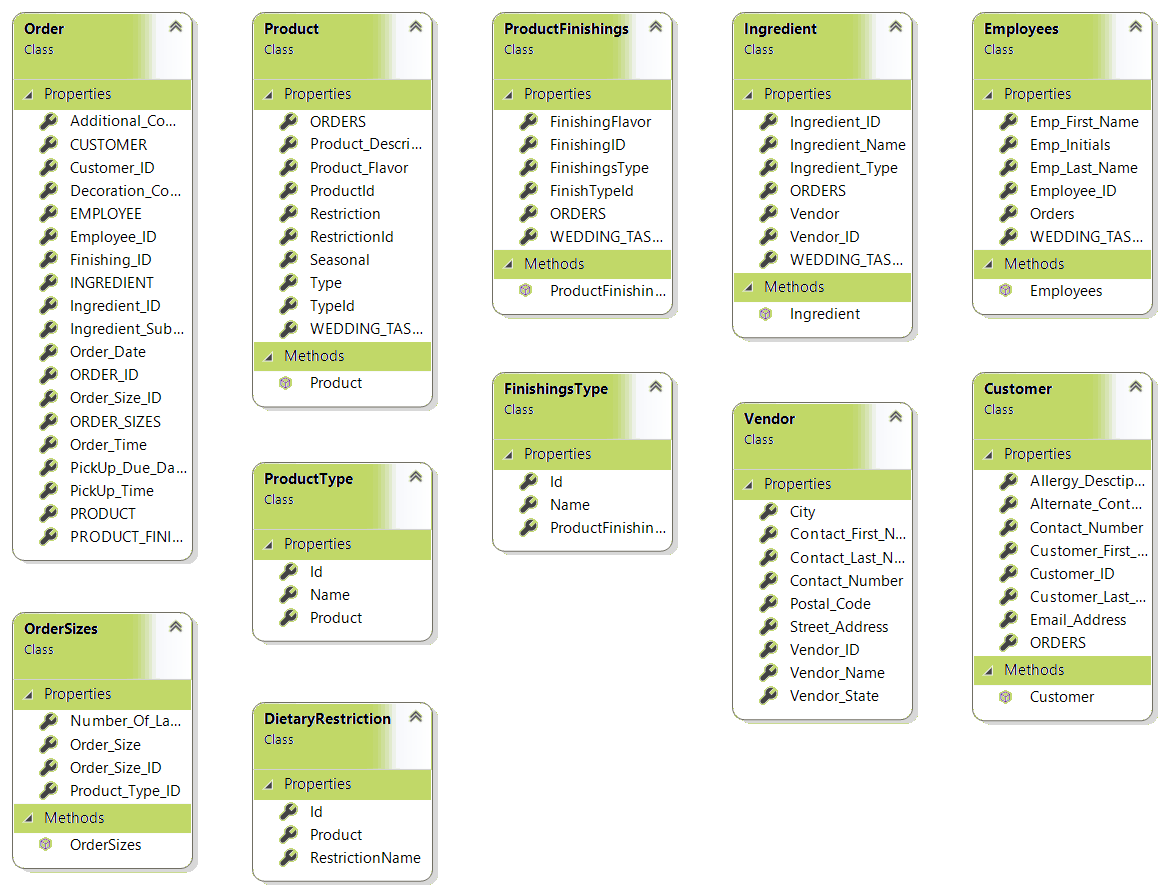 Order
Class
Properties
Additional_Co...
CUSTOMER
Customer_ID
Decoration_Co...
EMPLOYEE
Employee_ID
Finishing_ID
INGREDIENT
Ingredient_ID
Ingredient_Sub...
Order_Date
ORDER_ID
Order_Size_ID
ORDER_SIZES
Order_Time
PickUp_Due_Da...
PickUp_Time
PRODUCT
PRODUCT_FINI...
OrderSizes
Class
Properties
Number_Of_La...
Order_Size
Order_Size_ID
Product_Type_ID
Methods
OrderSizes
Product
Class
Properties
ORDERS
Product_Descri...
Product_Flavor
ProductId
Restriction
RestrictionId
Seasonal
Type
TypeId
WEDDING_TAS...
Methods
Product
ProductType
Class
Properties
Id
Name
Product
DietaryRestriction
Class
Properties
Id
Product
RestrictionName
ProductFinishings
Class
Properties
FinishingFlavor
FinishingID
FinishingsType
FinishTypeId
ORDERS
WEDDING_TAS...
Methods
ProductFinishin...
FinishingsType
Class
Properties
Id
Name
ProductFinishin...
Ingredient
Class
Properties
Ingredient_ID
Ingredient_Name
Ingredient_Type
ORDERS
Vendor
Vendor_ID
WEDDING_TAS...
Methods
Ingredient
Vendor
Class
Properties
City
Contact_First_N...
Contact_Last_N...
Contact_Number
Postal_Code
Street_Address
Vendor_ID
Vendor_Name
Vendor_State
Employees
Class
Properties
Emp_First_Name
Emp_Initials
Emp_Last_Name
Employee_ID
Orders
WEDDING_TAS...
Methods
Employees
Customer
Class
Properties
Allergy_Desctip...
Alternate_Cont...
Contact_Number
Customer_First_...
Customer_ID
Customer_Last_...
Email_Address
ORDERS
Methods
Customer